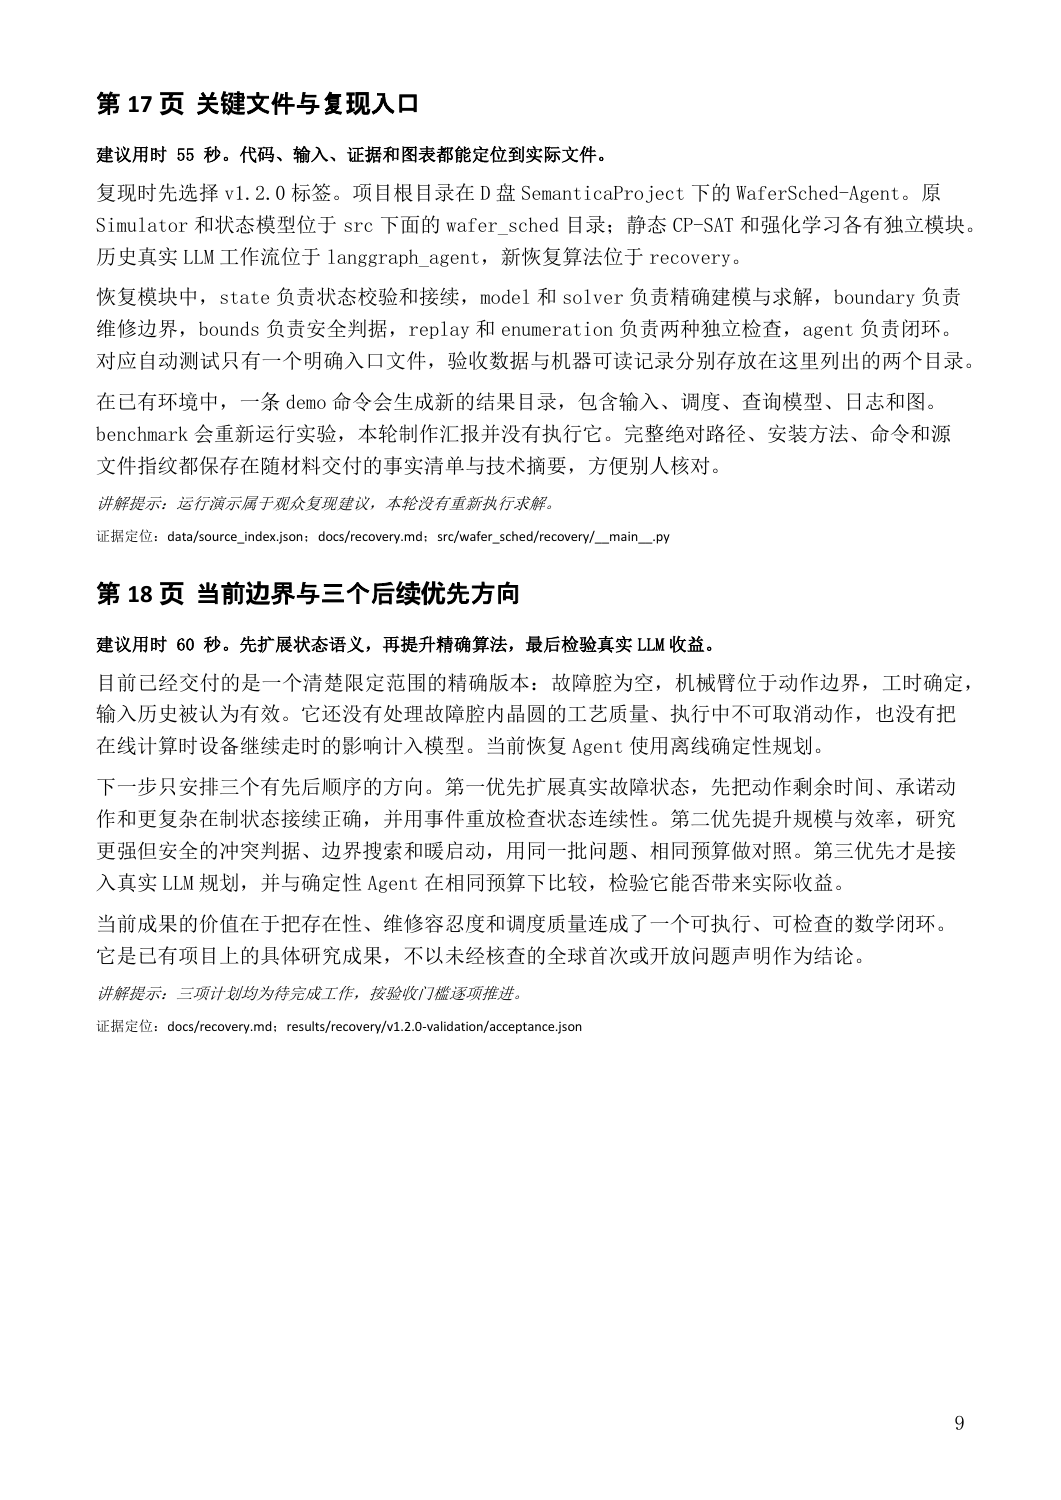 第 17 页 关键文件与复现入口
建议用时 55 秒。代码、输入、证据和图表都能定位到实际文件。
复现时先选择 v1.2.0 标签。项目根目录在 D 盘 SemanticaProject 下的 WaferSched-Agent。原
Simulator 和状态模型位于 src 下面的 wafer_sched 目录；静态 CP-SAT 和强化学习各有独立模块。
历史真实 LLM 工作流位于 langgraph_agent，新恢复算法位于 recovery。
恢复模块中，state 负责状态校验和接续，model 和 solver 负责精确建模与求解，boundary 负责
维修边界，bounds 负责安全判据，replay 和 enumeration 负责两种独立检查，agent 负责闭环。
对应自动测试只有一个明确入口文件，验收数据与机器可读记录分别存放在这里列出的两个目录。
在已有环境中，一条 demo 命令会生成新的结果目录，包含输入、调度、查询模型、日志和图。
benchmark 会重新运行实验，本轮制作汇报并没有执行它。完整绝对路径、安装方法、命令和源
文件指纹都保存在随材料交付的事实清单与技术摘要，方便别人核对。
讲解提示：运行演示属于观众复现建议，本轮没有重新执行求解。
证据定位：data/source_index.json；docs/recovery.md；src/wafer_sched/recovery/__main__.py
第 18 页 当前边界与三个后续优先方向
建议用时 60 秒。先扩展状态语义，再提升精确算法，最后检验真实 LLM 收益。
目前已经交付的是一个清楚限定范围的精确版本：故障腔为空，机械臂位于动作边界，工时确定，
输入历史被认为有效。它还没有处理故障腔内晶圆的工艺质量、执行中不可取消动作，也没有把
在线计算时设备继续走时的影响计入模型。当前恢复 Agent 使用离线确定性规划。
下一步只安排三个有先后顺序的方向。第一优先扩展真实故障状态，先把动作剩余时间、承诺动
作和更复杂在制状态接续正确，并用事件重放检查状态连续性。第二优先提升规模与效率，研究
更强但安全的冲突判据、边界搜索和暖启动，用同一批问题、相同预算做对照。第三优先才是接
入真实 LLM 规划，并与确定性 Agent 在相同预算下比较，检验它能否带来实际收益。
当前成果的价值在于把存在性、维修容忍度和调度质量连成了一个可执行、可检查的数学闭环。
它是已有项目上的具体研究成果，不以未经核查的全球首次或开放问题声明作为结论。
讲解提示：三项计划均为待完成工作，按验收门槛逐项推进。
证据定位：docs/recovery.md；results/recovery/v1.2.0-validation/acceptance.json
9